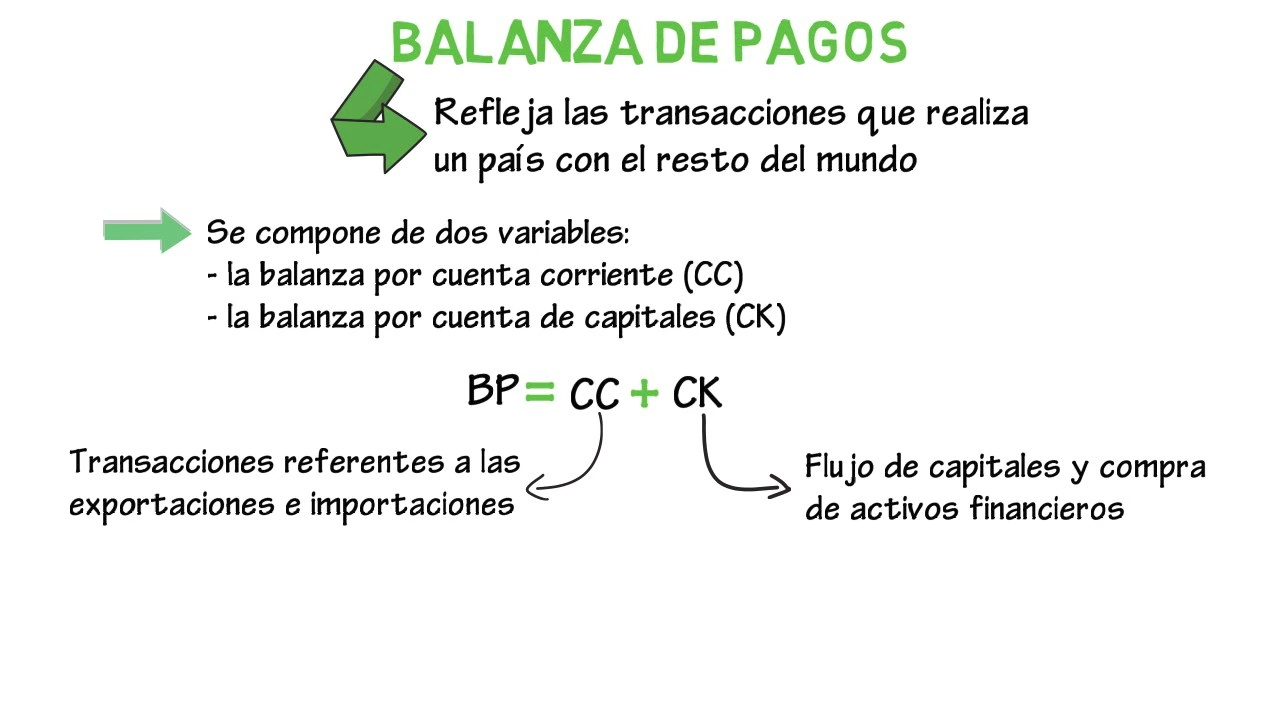 BALANZA DE PAGOS
Refleja las transacciones que realiza
un país con el resto del mundo
Se compone de dos variables:
- la balanza por cuenta corriente (CC)
- la balanza por cuenta de capitales (CK)
BP = CC + CK
Transacciones referentes a las
exportaciones e importaciones
Flujo de capitales y compra
de activos financieros